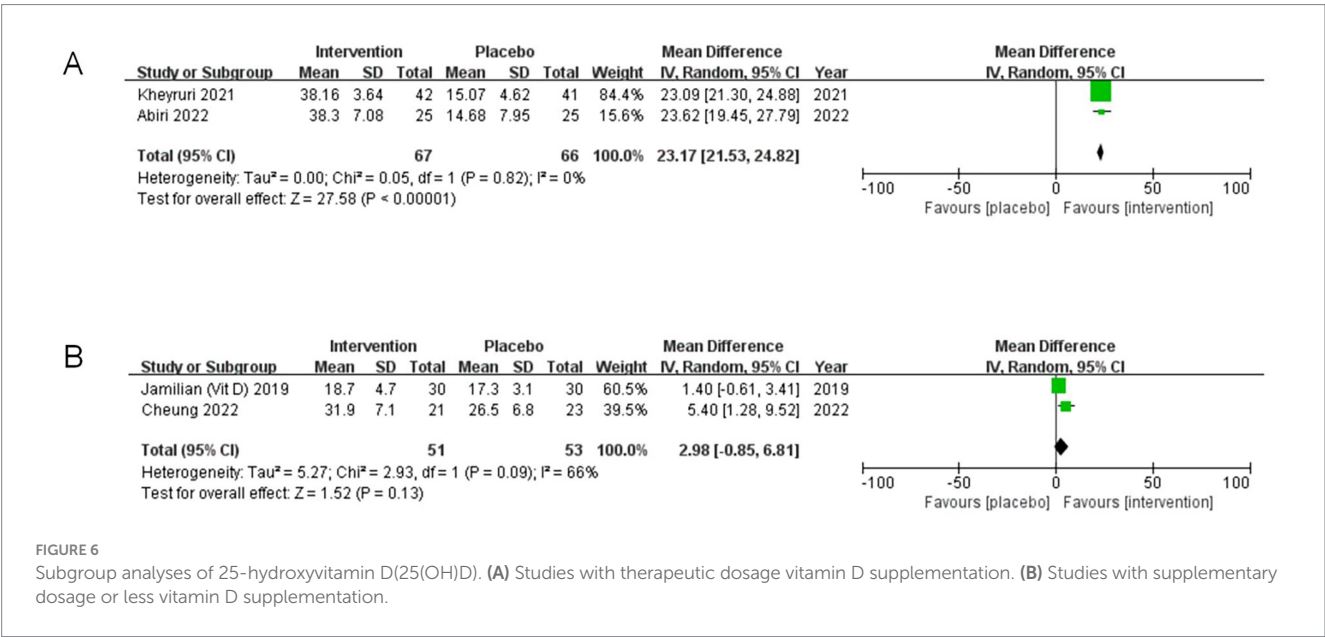 A
Intervention Placebo Mean Difference Mean Difference
Study or Subgroup Mean SD Total Mean SD Total Weight IV, Random, 95% CI Year IV, Random, 95% CI
Kheyruri 2021 38.16 3.64 42 15.07 4.62 41 84.4% 23.09 [21.30, 24.88] 2021
Abiri 2022 38.3 7.08 25 14.68 7.95 25 15.6% 23.62 [19.45, 27.79] 2022
Total (95% CI) 67 66 100.0% 23.17 [21.53, 24.82]
Heterogeneity: Tau² = 0.00; Chi² = 0.05, df = 1 (P = 0.82); I² = 0%
Test for overall effect: Z = 27.58 (P < 0.00001)
-100 -50 0 50 100
Favours [placebo] Favours [intervention]
B
Intervention Placebo Mean Difference Mean Difference
Study or Subgroup Mean SD Total Mean SD Total Weight IV, Random, 95% CI Year IV, Random, 95% CI
Jamilian (Vit D) 2019 18.7 4.7 30 17.3 3.1 30 60.5% 1.40 [-0.61, 3.41] 2019
Cheung 2022 31.9 7.1 21 26.5 6.8 23 39.5% 5.40 [1.28, 9.52] 2022
Total (95% CI) 51 53 100.0% 2.98 [-0.85, 6.81]
Heterogeneity: Tau² = 5.27; Chi² = 2.93, df = 1 (P = 0.09); I² = 66%
Test for overall effect: Z = 1.52 (P = 0.13)
-100 -50 0 50 100
Favours [placebo] Favours [intervention]
FIGURE 6
Subgroup analyses of 25-hydroxyvitamin D(25(OH)D). (A) Studies with therapeutic dosage vitamin D supplementation. (B) Studies with supplementary
dosage or less vitamin D supplementation.